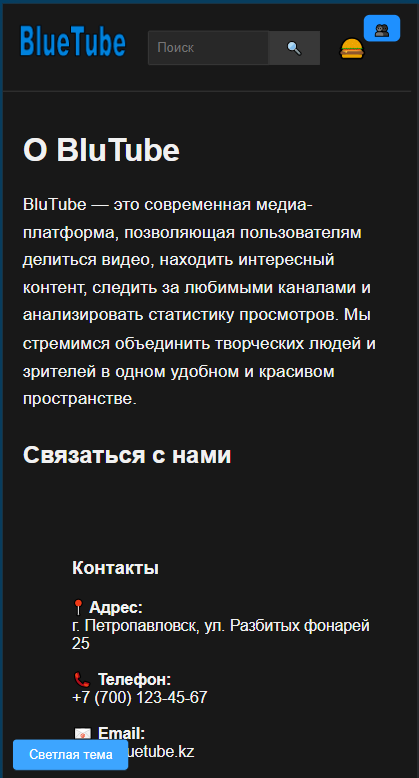 BlueTube
Поиск
О BluTube
BluTube — это современная медиа-
платформа, позволяющая пользователям
делиться видео, находить интересный
контент, следить за любимыми каналами и
анализировать статистику просмотров. Мы
стремимся объединить творческих людей и
зрителей в одном удобном и красивом
пространстве.
Связаться с нами
Контакты
Адрес:
г. Петропавловск, ул. Разбитых фонарей
25
Телефон:
+7 (700) 123-45-67
Email:
uetube.kz
Светлая тема